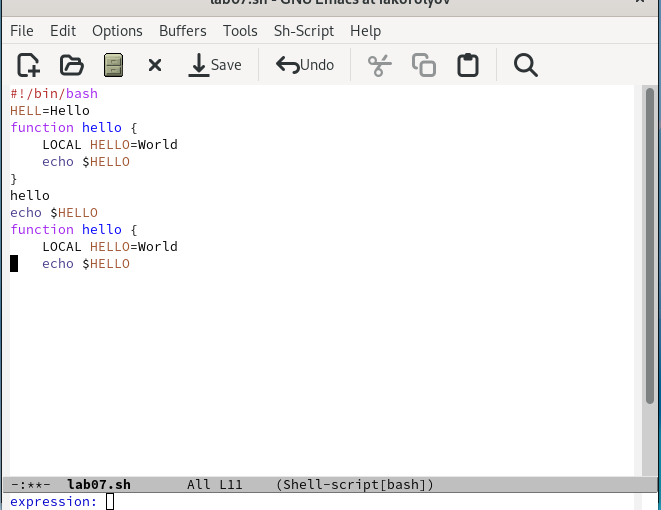 lab07.sh - GNU Emacs at fakorolyov
File Edit Options Buffers Tools Sh-Script Help
Save Undo
#!/bin/bash
HELL=Hello
function hello {
    LOCAL HELLO=World
    echo $HELLO
}
hello
echo $HELLO
function hello {
    LOCAL HELLO=World
    echo $HELLO
-:**- lab07.sh All L11 (Shell-script[bash])
expression: